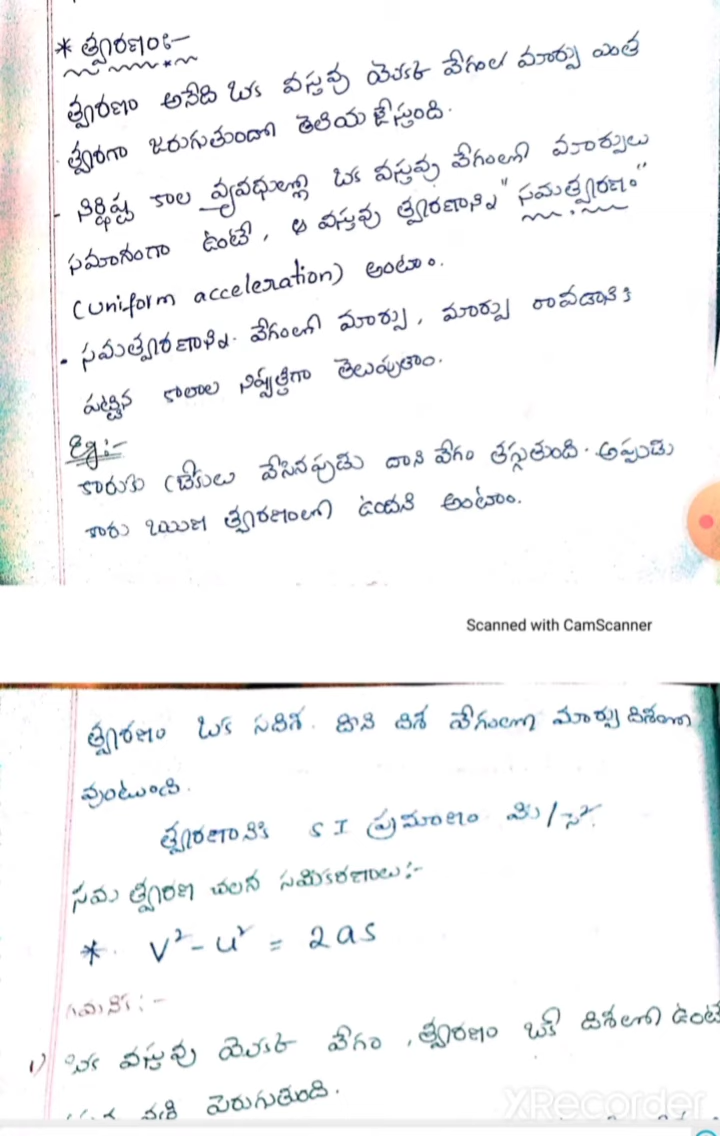 * త్వరణం:-
త్వరణం అనేది ఒక వస్తువు యొక్క వేగంల మార్పు ఎంత
త్వరగా జరుగుతుందో తెలియజేస్తుంది.
- నిర్ధిష్ట కాల వ్యవధుల్లో ఒక వస్తువు వేగంలోని మార్పులు
సమానంగా ఉంటే, ఆ వస్తువు త్వరణాన్ని "సమత్వరణం"
(uniform acceleration) అంటాం.
• సమత్వరణాన్ని వేగంలోని మార్పు, మార్పు రావడానికి
పట్టిన కాలాల నిష్పత్తిగా తెలుపుతాం.
Eg:-
కారుకు బ్రేకులు వేసినపుడు దాని వేగం తగ్గుతుంది. అప్పుడు
కారు ఋణ త్వరణంలో ఉందని అంటాం.
Scanned with CamScanner
త్వరణం ఒక సదిశ. దాని దిశ వేగంలోని మార్పు దిశలో
వుంటుంది.
త్వరణానికి SI ప్రమాణం మీ/సె²
సమ త్వరణ చలన సమీకరణాలు:-
* V² - u² = 2as
గమనిక:-
1) ఒక వస్తువు యొక్క వేగం, త్వరణం ఒకే దిశలో ఉంటే
వడి పెరుగుతుంది.
XRecorder